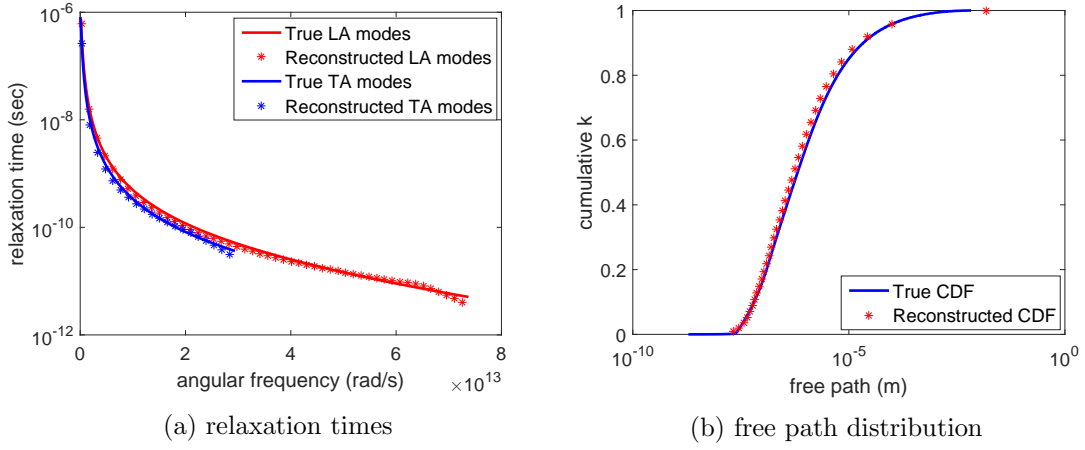 10^-6
10^-8
10^-10
10^-12
relaxation time (sec)
True LA modes
Reconstructed LA modes
True TA modes
Reconstructed TA modes
0 2 4 6 8
×10^13
angular frequency (rad/s)
(a) relaxation times
1
0.8
0.6
0.4
0.2
0
cumulative k
True CDF
Reconstructed CDF
10^-10 10^-5 10^0
free path (m)
(b) free path distribution